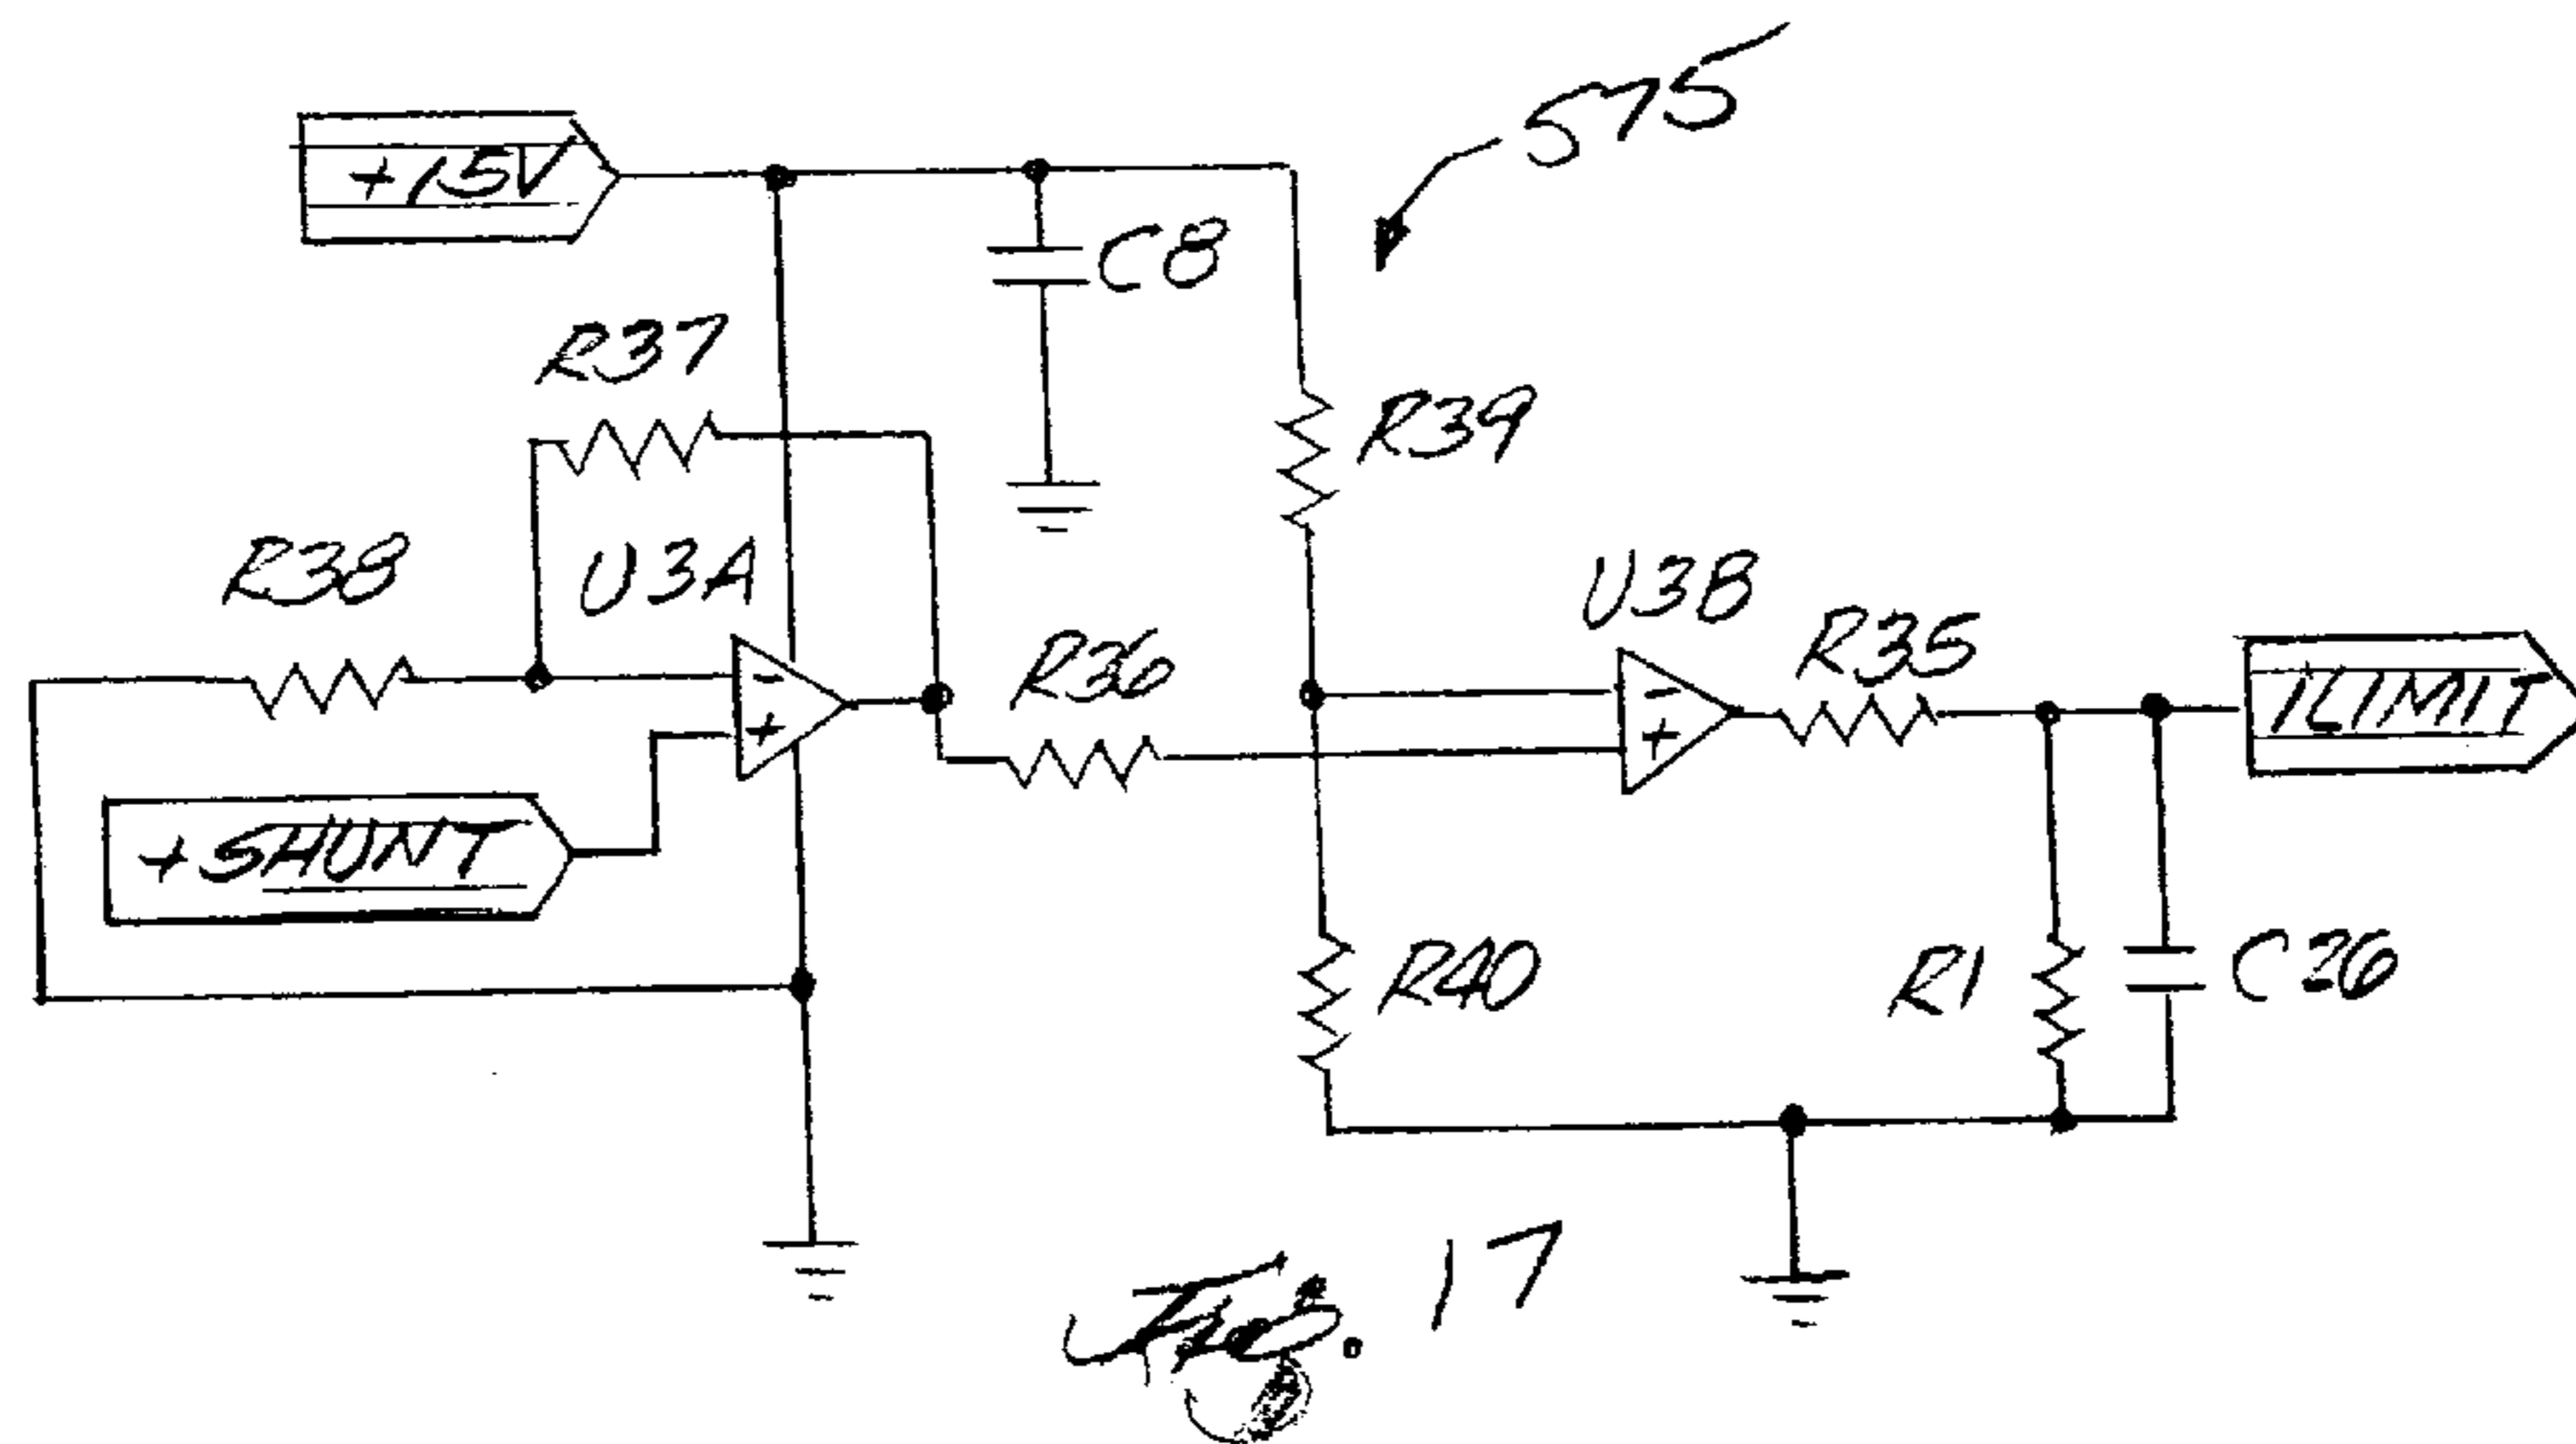 575
+15V
C8
R37
R39
R38
U3A
U3B
R36
R35
ILIMIT
+SHUNT
R40
R1
C26
Fig. 17